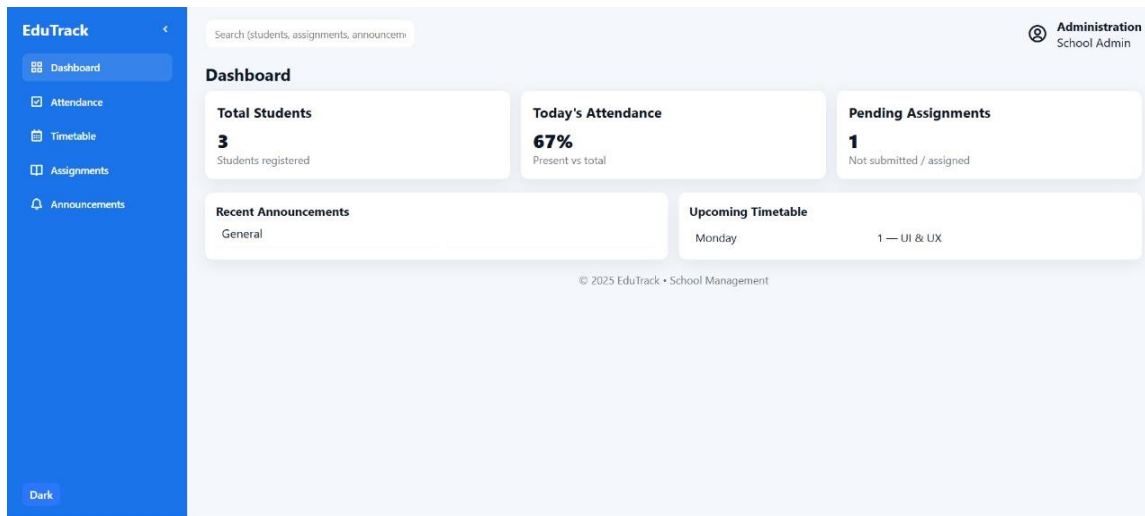 EduTrack
Dashboard
Attendance
Timetable
Assignments
Announcements
Dark
Search (students, assignments, announcem
Administration
School Admin
Dashboard
Total Students
3
Students registered
Today's Attendance
67%
Present vs total
Pending Assignments
1
Not submitted / assigned
Recent Announcements
General
Upcoming Timetable
Monday 1 — UI & UX
© 2025 EduTrack • School Management